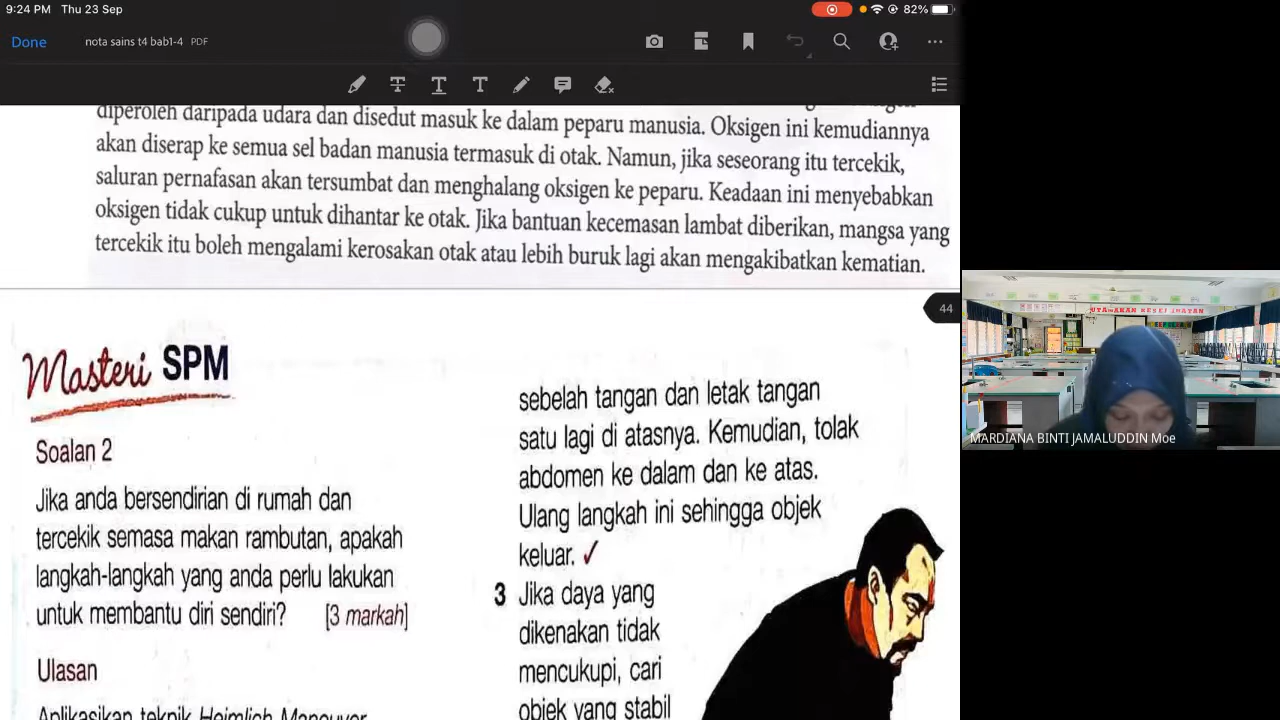 9:24 PM Thu 23 Sep
82%
Done
nota sains t4 bab1-4 PDF
diperoleh daripada udara dan disedut masuk ke dalam peparu manusia. Oksigen ini kemudiannya
akan diserap ke semua sel badan manusia termasuk di otak. Namun, jika seseorang itu tercekik,
saluran pernafasan akan tersumbat dan menghalang oksigen ke peparu. Keadaan ini menyebabkan
oksigen tidak cukup untuk dihantar ke otak. Jika bantuan kecemasan lambat diberikan, mangsa yang
tercekik itu boleh mengalami kerosakan otak atau lebih buruk lagi akan mengakibatkan kematian.
44
Masteri SPM
Soalan 2
Jika anda bersendirian di rumah dan
tercekik semasa makan rambutan, apakah
langkah-langkah yang anda perlu lakukan
untuk membantu diri sendiri? [3 markah]
Ulasan
Aplikasikan teknik Heimlich Maneuver
sebelah tangan dan letak tangan
satu lagi di atasnya. Kemudian, tolak
abdomen ke dalam dan ke atas.
Ulang langkah ini sehingga objek
keluar. ✓
3 Jika daya yang
dikenakan tidak
mencukupi, cari
objek yang stabil
MARDIANA BINTI JAMALUDDIN Moe